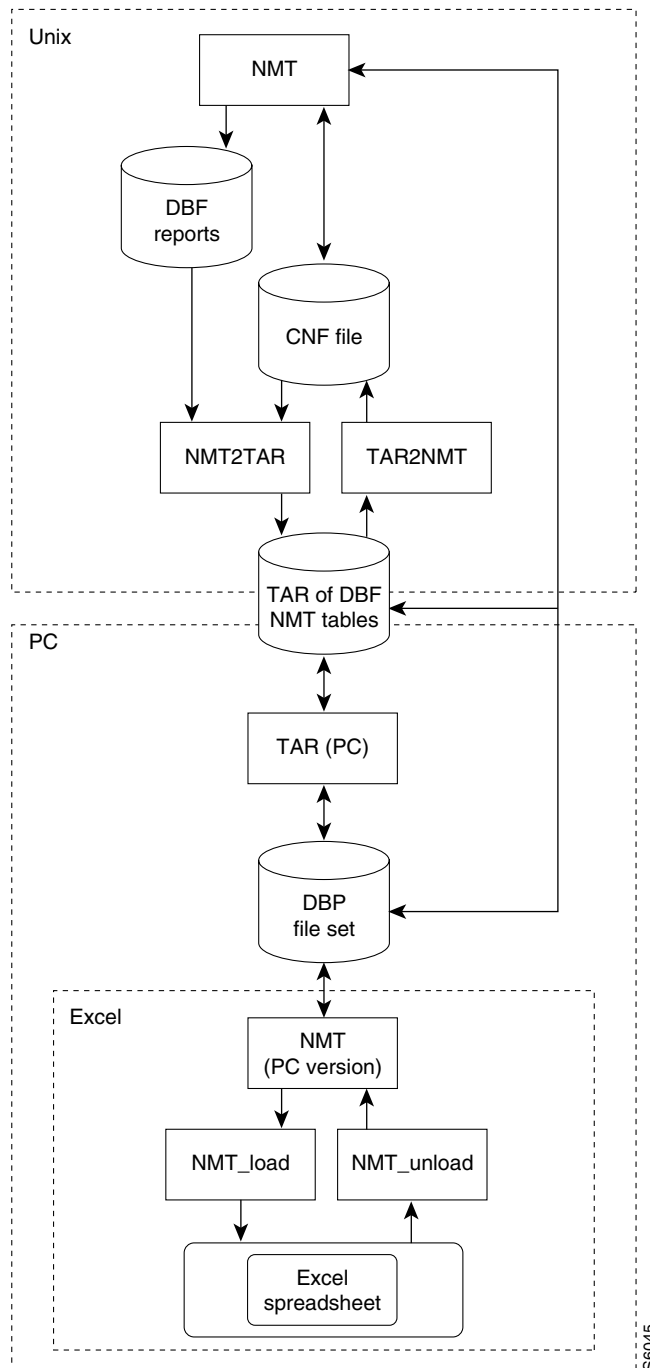 Unix
NMT
DBF
reports
CNF file
NMT2TAR
TAR2NMT
TAR of DBF
NMT tables
PC
TAR (PC)
DBP
file set
Excel
NMT
(PC version)
NMT_load
NMT_unload
Excel
spreadsheet